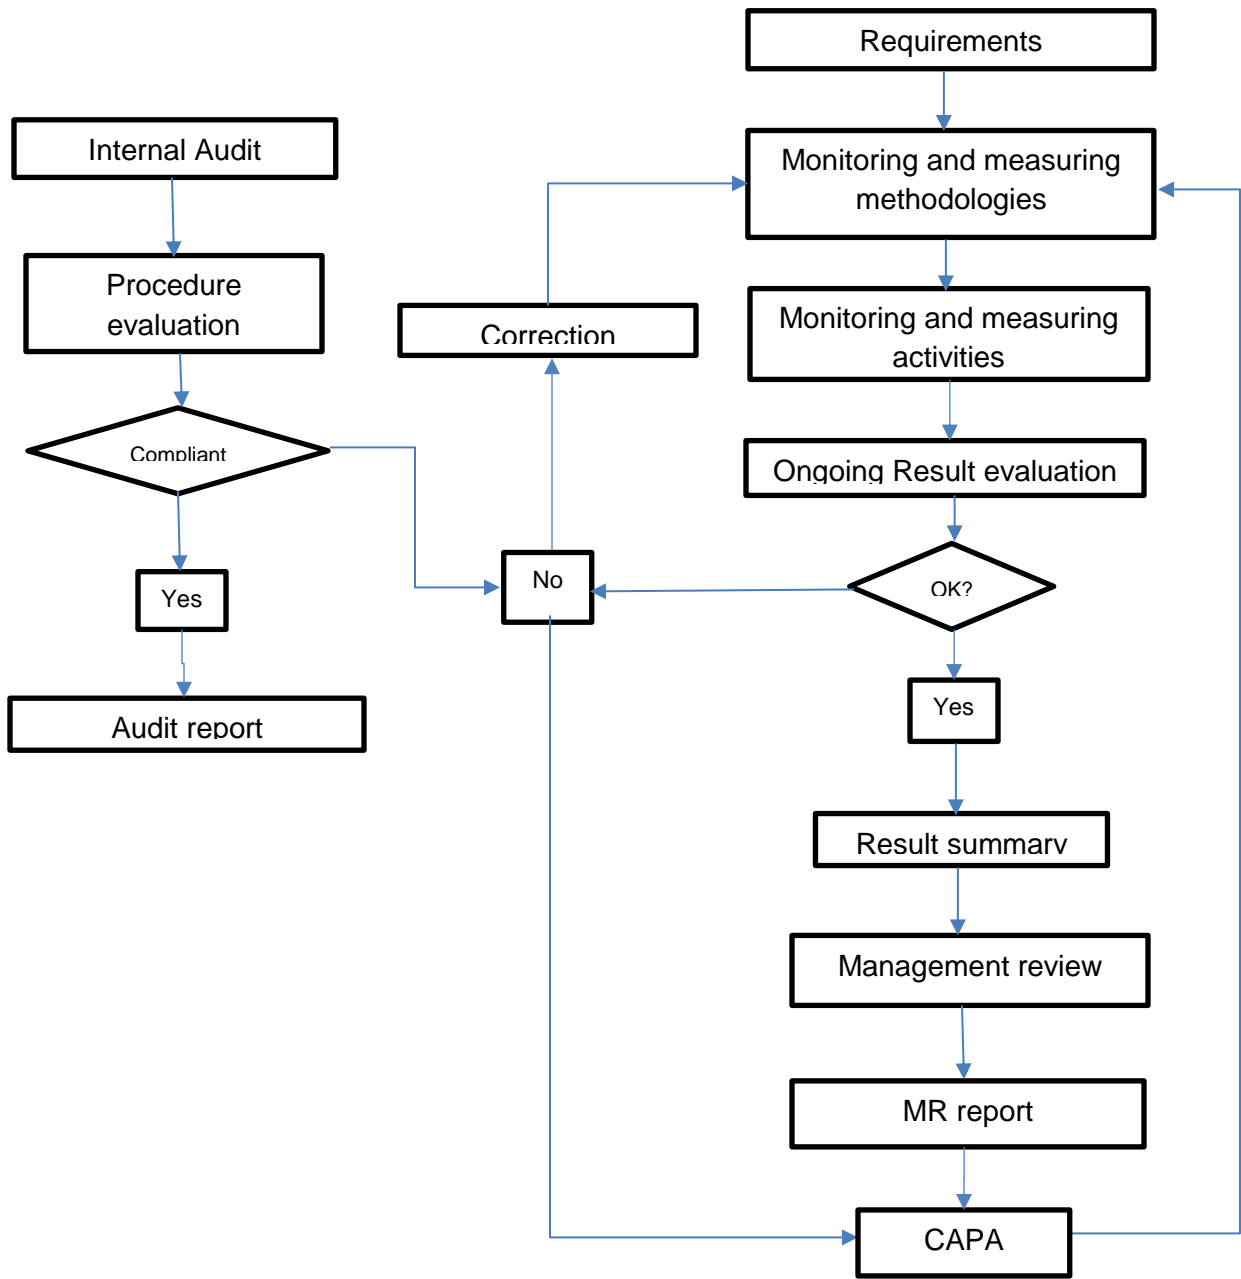 Requirements
Internal Audit
Monitoring and measuring
methodologies
Procedure
evaluation
Correction
Monitoring and measuring
activities
Compliant
Ongoing Result evaluation
No
OK?
Yes
Yes
Audit report
Result summary
Management review
MR report
CAPA